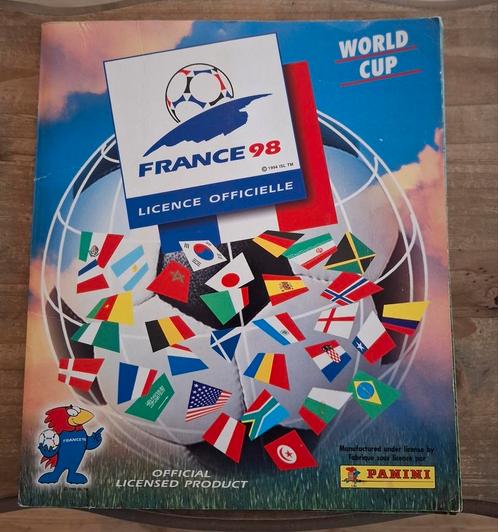 WORLD
CUP
FRANCE 98
© 1994 ISL TM
LICENCE OFFICIELLE
FRANCE 98
OFFICIAL
LICENSED PRODUCT
Manufactured under license by
Fabriqué sous licence par
PANINI